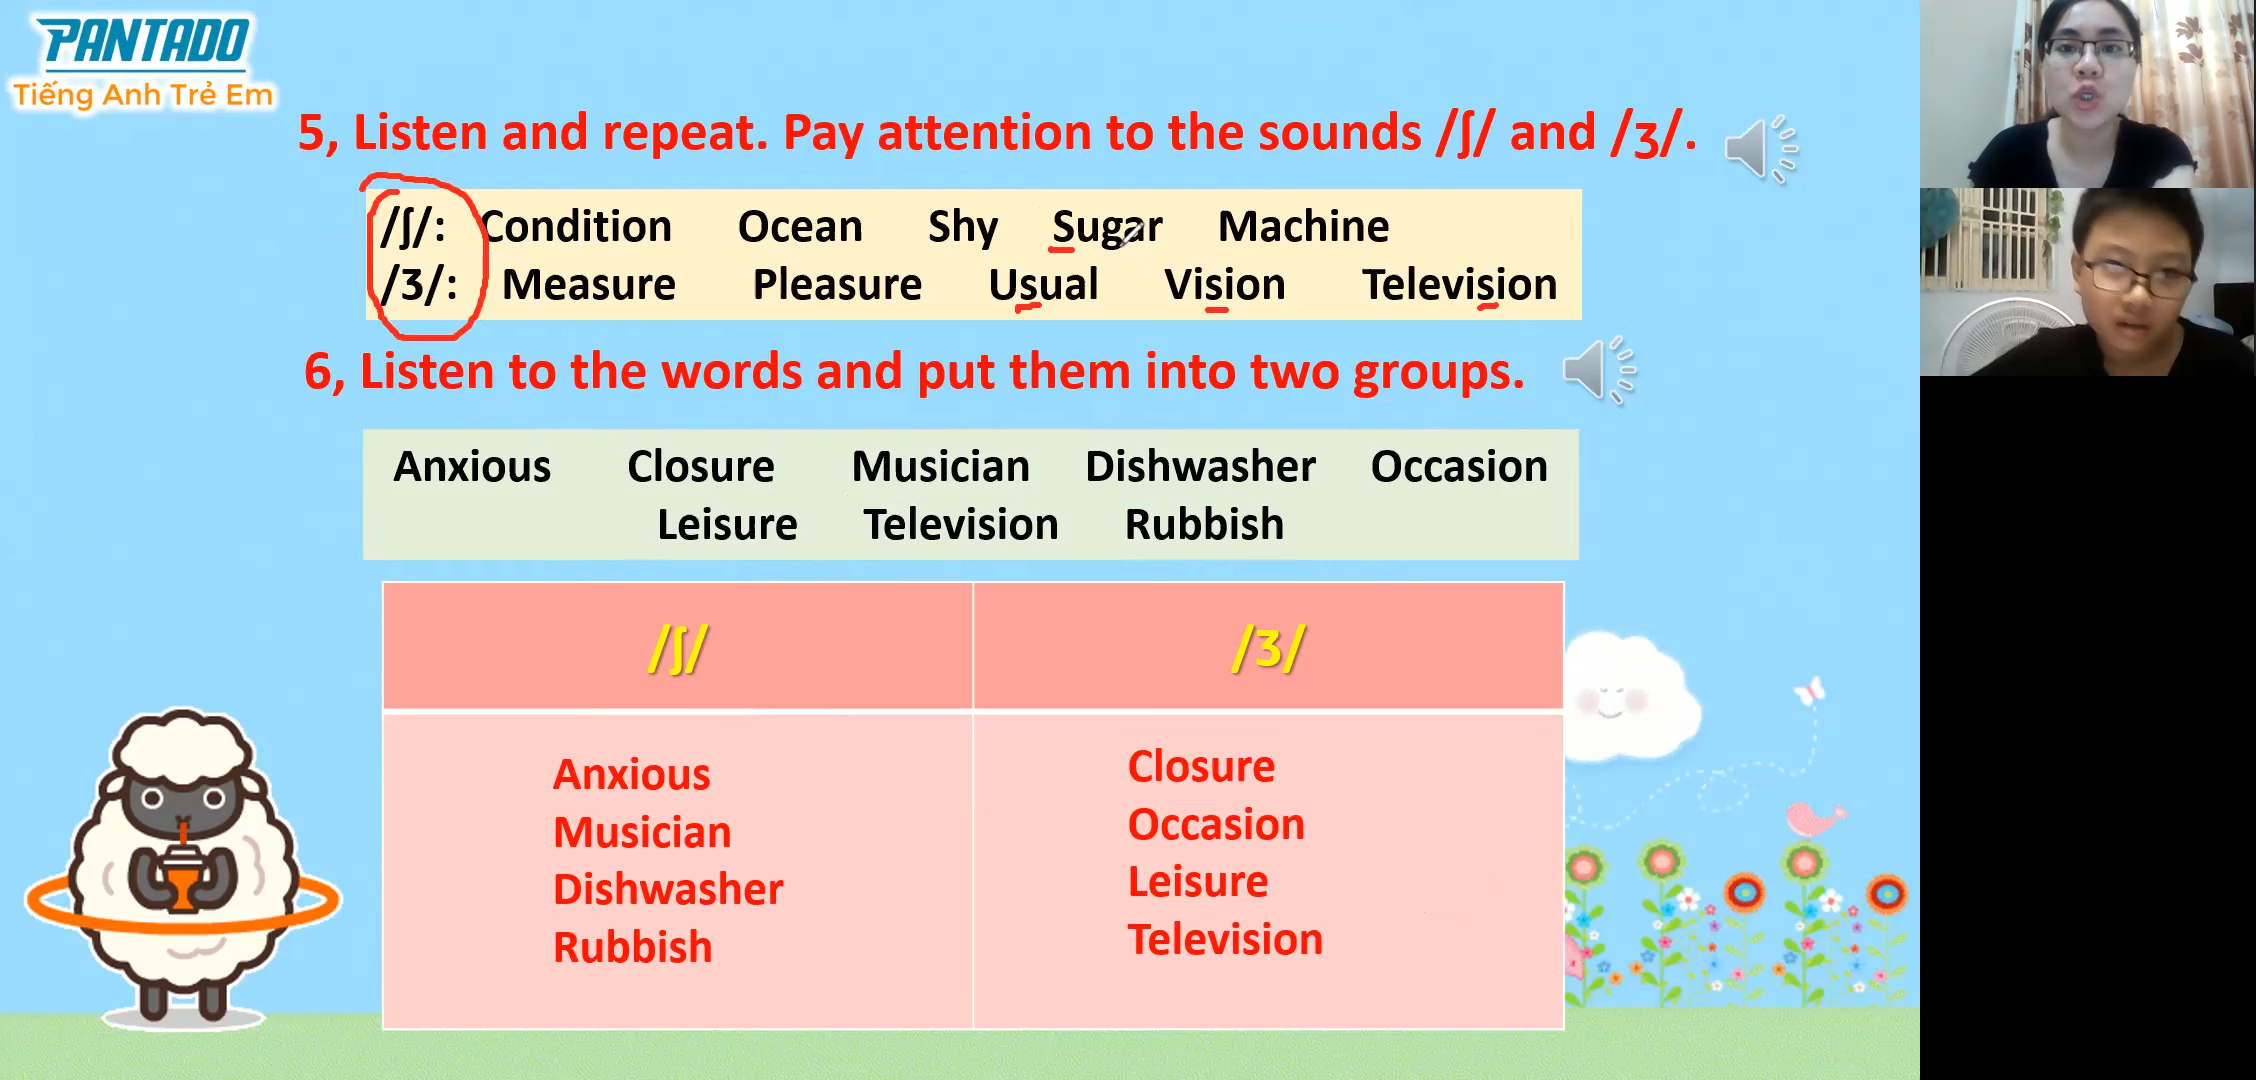 PANTADO
Tiếng Anh Trẻ Em
5, Listen and repeat. Pay attention to the sounds /ʃ/ and /ʒ/.
/ʃ/: Condition Ocean Shy Sugar Machine
/ʒ/: Measure Pleasure Usual Vision Television
6, Listen to the words and put them into two groups.
Anxious Closure Musician Dishwasher Occasion
Leisure Television Rubbish
/ʃ/ /ʒ/
Anxious Closure
Musician Occasion
Dishwasher Leisure
Rubbish Television